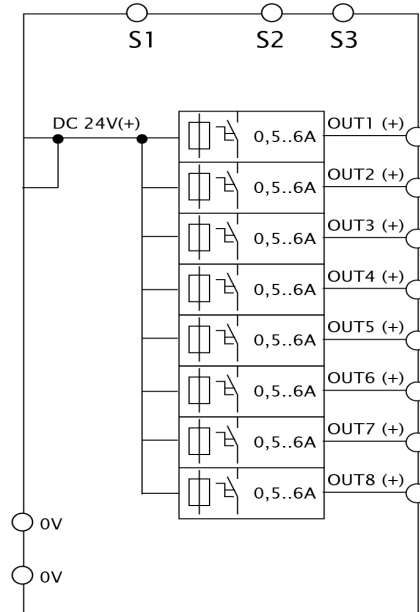 S1 S2 S3
DC 24V(+)
0,5..6A OUT1 (+)
0,5..6A OUT2 (+)
0,5..6A OUT3 (+)
0,5..6A OUT4 (+)
0,5..6A OUT5 (+)
0,5..6A OUT6 (+)
0,5..6A OUT7 (+)
0,5..6A OUT8 (+)
0V
0V